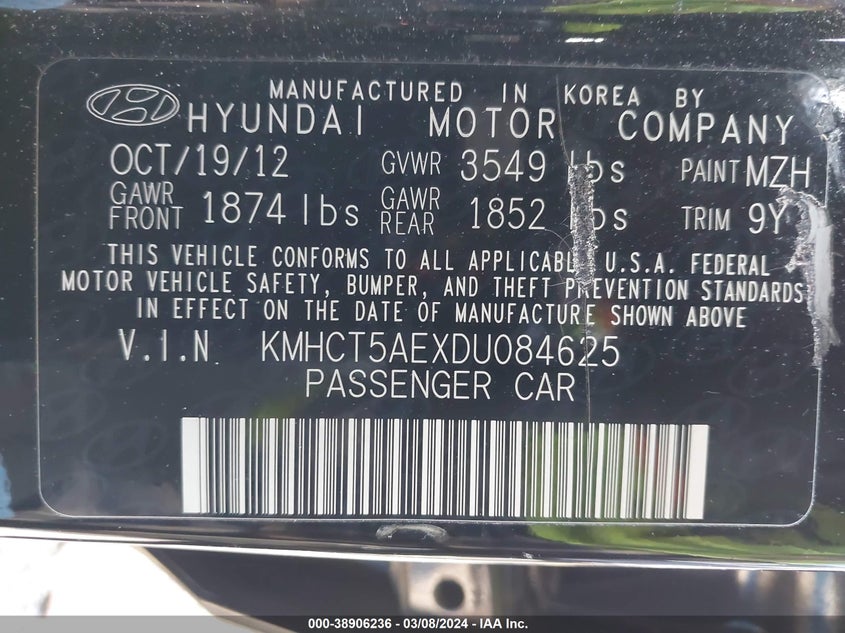 MANUFACTURED IN KOREA BY
HYUNDAI MOTOR COMPANY
OCT/19/12 GVWR 3549 lbs PAINT MZH
GAWR FRONT 1874 lbs GAWR REAR 1852 lbs TRIM 9Y
THIS VEHICLE CONFORMS TO ALL APPLICABLE U.S.A. FEDERAL
MOTOR VEHICLE SAFETY, BUMPER, AND THEFT PREVENTION STANDARDS
IN EFFECT ON THE DATE OF MANUFACTURE SHOWN ABOVE
V.I.N KMHCT5AEXDU084625
PASSENGER CAR
000-38906236 - 03/08/2024 - IAA Inc.